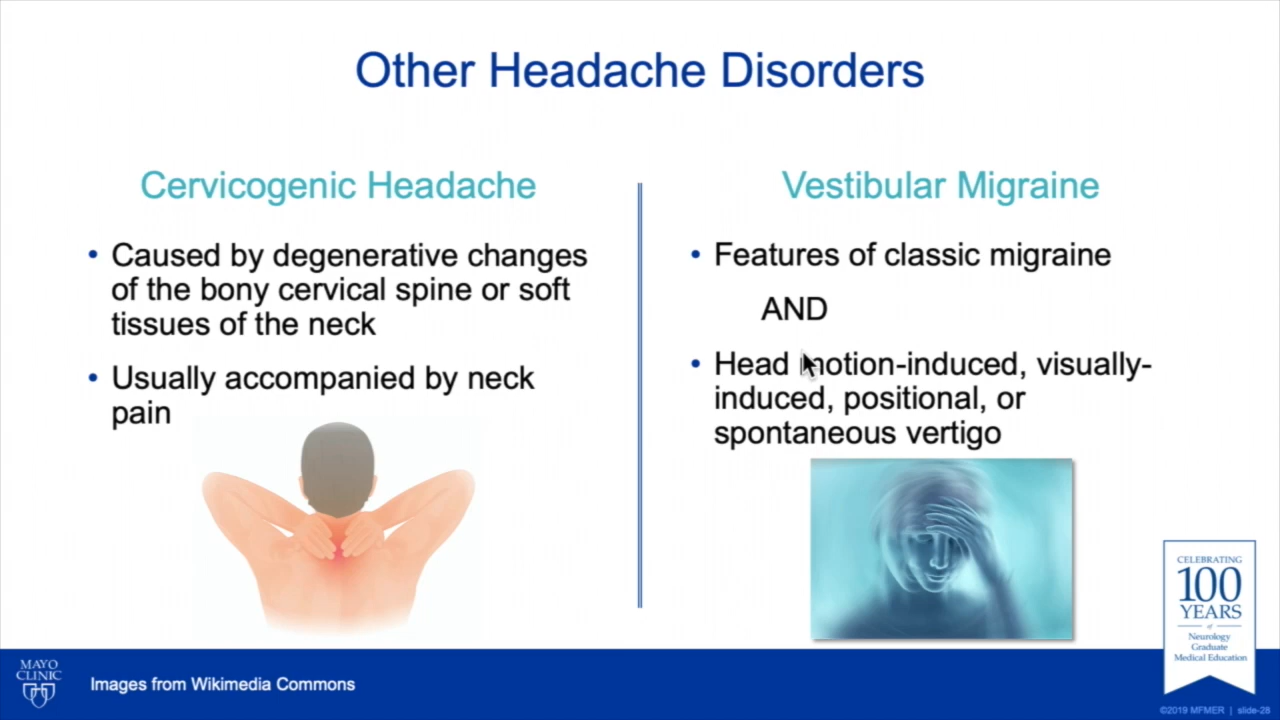 Other Headache Disorders
Cervicogenic Headache
• Caused by degenerative changes
of the bony cervical spine or soft
tissues of the neck
• Usually accompanied by neck
pain
Vestibular Migraine
• Features of classic migraine
AND
• Head motion-induced, visually-
induced, positional, or
spontaneous vertigo
CELEBRATING
100
YEARS
of
Neurology
Graduate
Medical Education
MAYO
CLINIC
Images from Wikimedia Commons
©2019 MFMER | slide-28